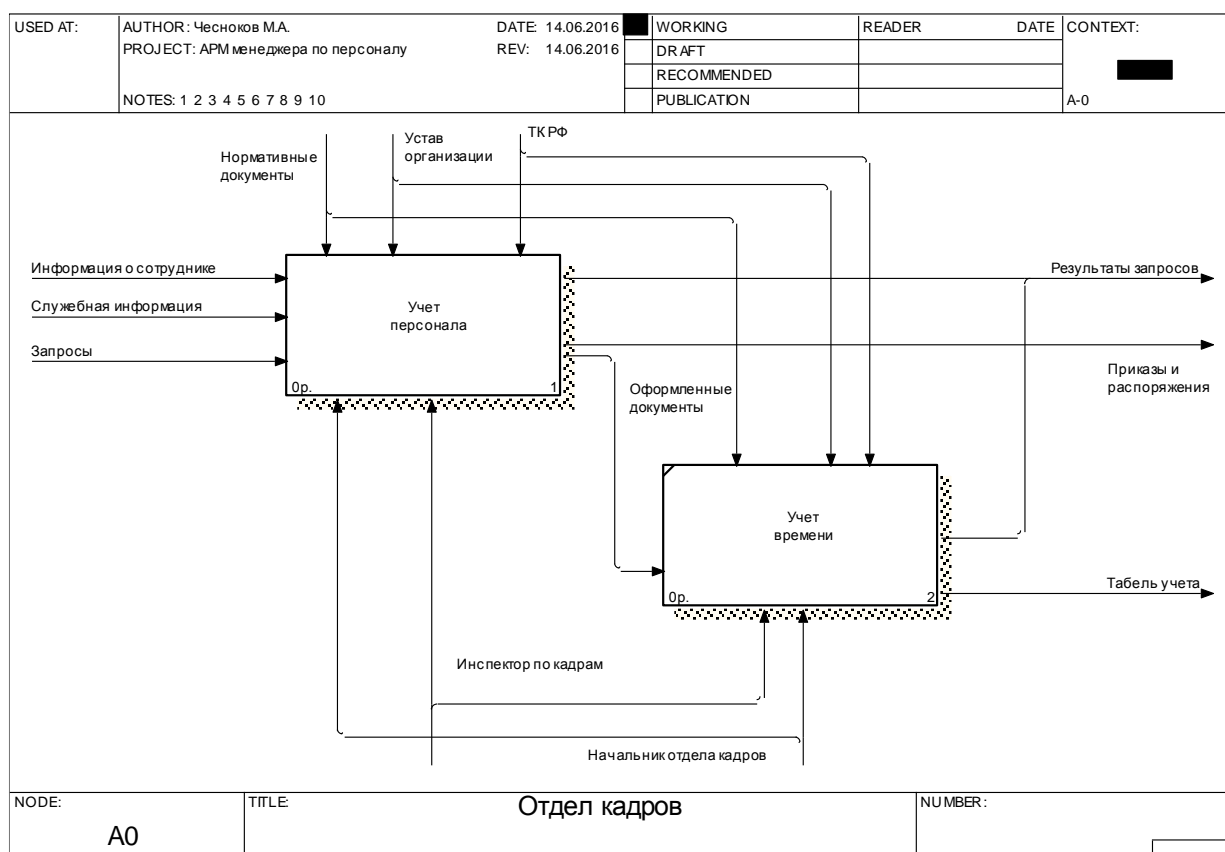 USED AT:
AUTHOR: Чесноков М.А.
DATE: 14.06.2016
WORKING
READER
DATE
CONTEXT:
PROJECT: АРМ менеджера по персоналу
REV: 14.06.2016
DRAFT
RECOMMENDED
NOTES: 1 2 3 4 5 6 7 8 9 10
PUBLICATION
A-0
Нормативные
документы
Устав
организации
ТК РФ
Информация о сотруднике
Служебная информация
Запросы
Учет
персонала
0р.
1
Результаты запросов
Приказы и
распоряжения
Оформленные
документы
Учет
времени
0р.
2
Табель учета
Инспектор по кадрам
Начальник отдела кадров
NODE:
A0
TITLE:
Отдел кадров
NUMBER: